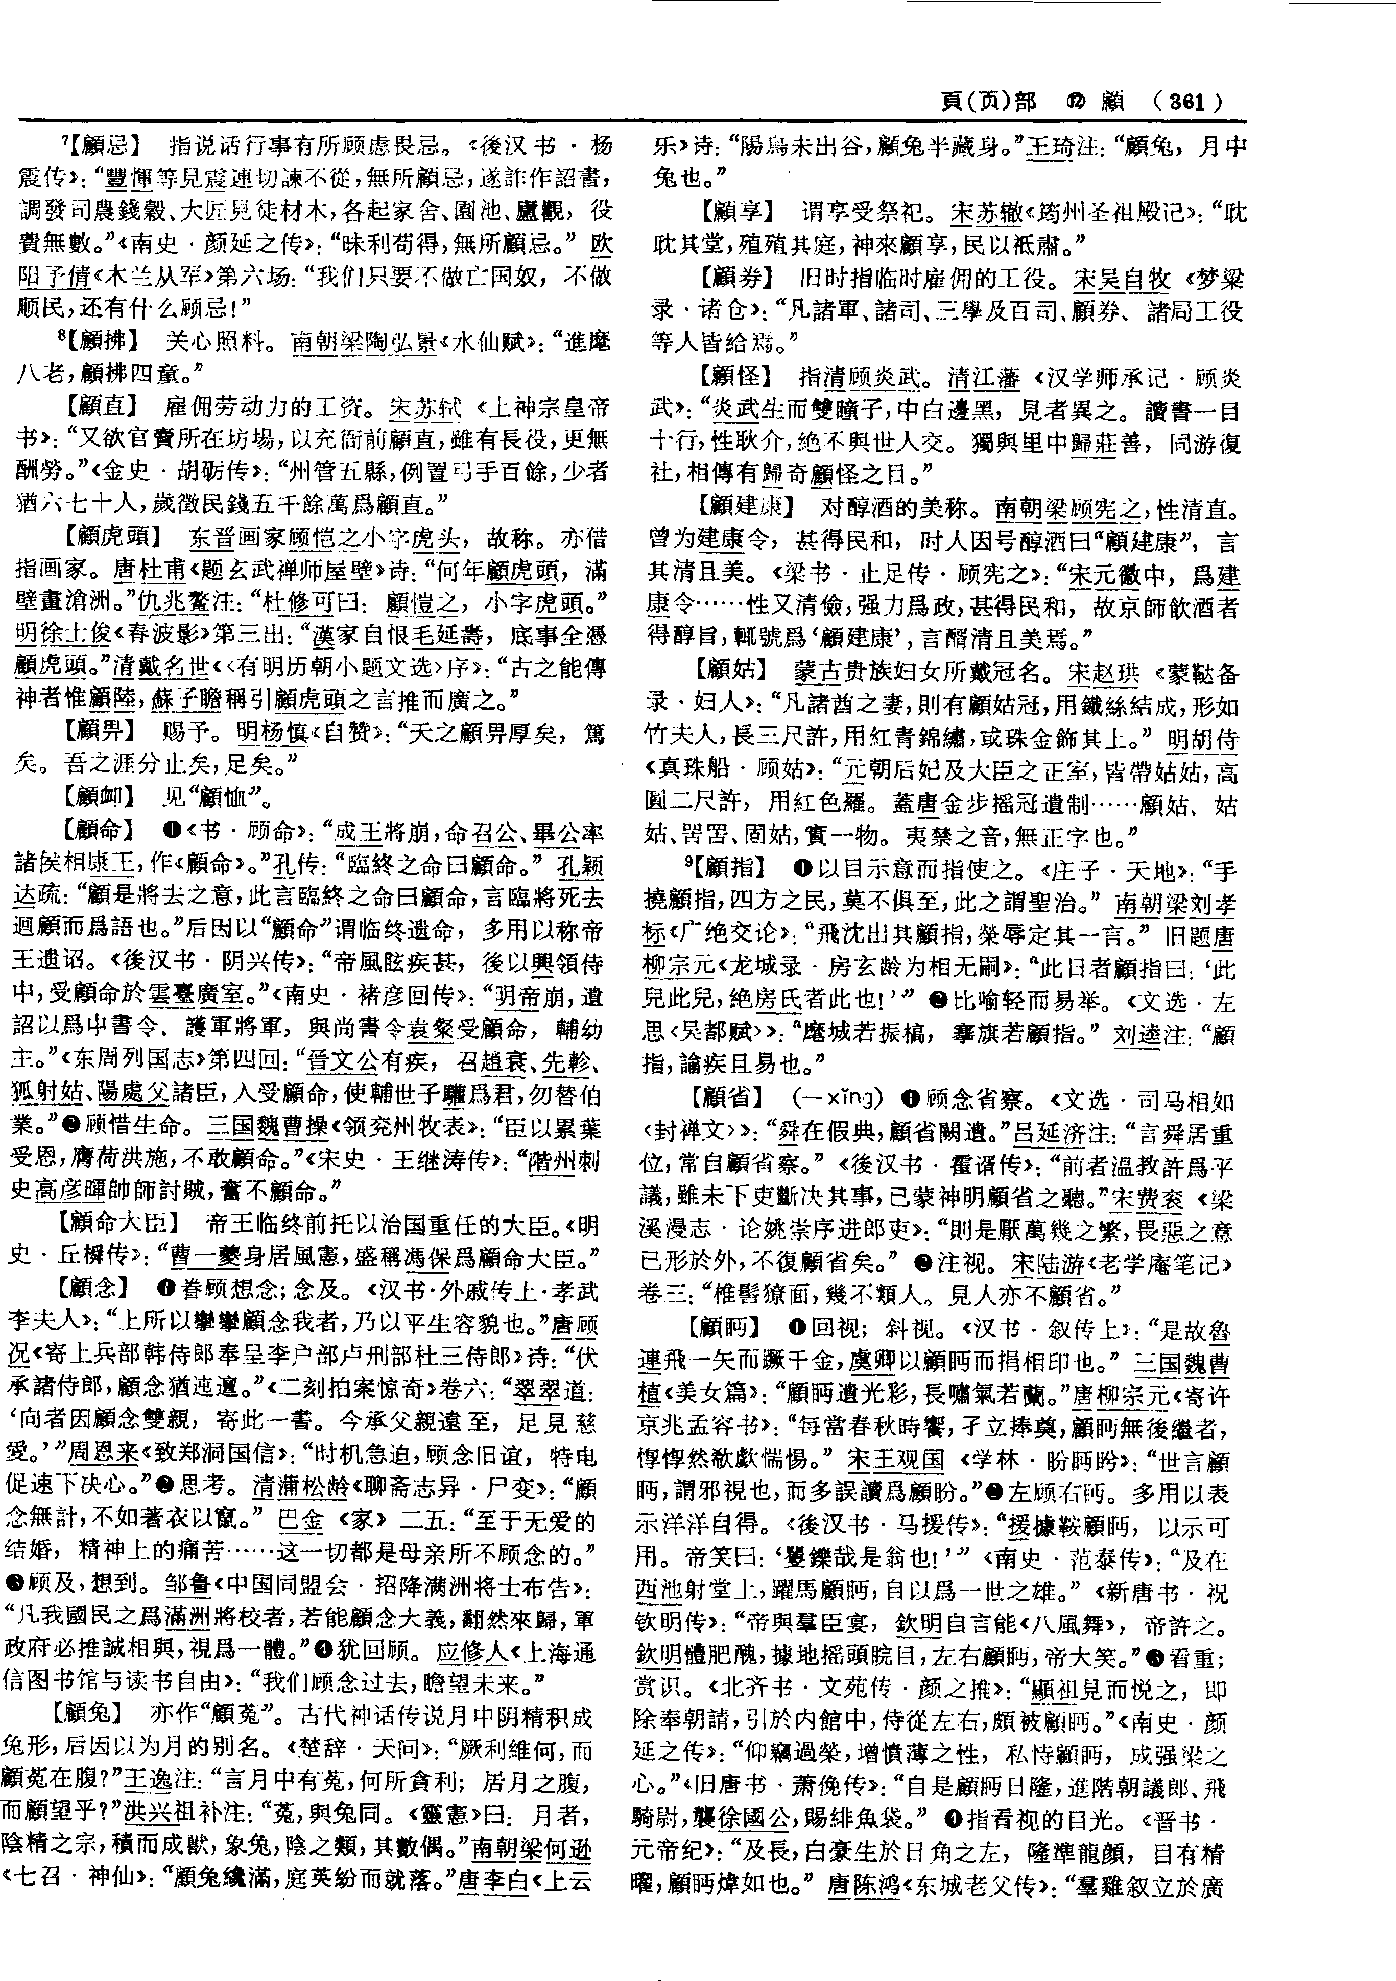 頁(页)部 ⑫ 顧 (361)
⁷【顧忌】 指说话行事有所顾虑畏忌。《後汉书·杨
震传》：“豐惲等見震連切諫不從，無所顧忌，遂詐作詔書，
調發司農錢穀、大匠見徒材木，各起家舍、園池、廬觀，役
費無數。”《南史·颜延之传》：“昧利苟得，無所顧忌。” 欧
阳予倩《木兰从军》第六场：“我们只要不做亡国奴，不做
顺民，还有什么顾忌！”
⁸【顧拂】 关心照料。南朝梁陶弘景《水仙赋》：“進麾
八老，顧拂四童。”
【顧直】 雇佣劳动力的工资。宋苏轼《上神宗皇帝
书》：“又欲官賣所在坊場，以充衙前顧直，雖有長役，更無
酬勞。”《金史·胡砺传》：“州管五縣，例置弓手百餘，少者
猶六七十人，歲徵民錢五千餘萬爲顧直。”
【顧虎頭】 东晋画家顾恺之小字虎头，故称。亦借
指画家。唐杜甫《题玄武禅师屋壁》诗：“何年顧虎頭，滿
壁畫滄洲。”仇兆鳌注：“杜修可曰：顧愷之，小字虎頭。”
明徐士俊《春波影》第三出：“漢家自恨毛延壽，底事全憑
顧虎頭。”清戴名世《〈有明历朝小题文选〉序》：“古之能傳
神者惟顧陸，蘇子瞻稱引顧虎頭之言推而廣之。”
【顧畀】 赐予。明杨慎《自赞》：“天之顧畀厚矣，篤
矣。吾之涯分止矣，足矣。”
【顧卹】 见“顧恤”。
【顧命】 ❶《书·顾命》：“成王將崩，命召公、畢公率
諸侯相康王，作《顧命》。”孔传：“臨終之命曰顧命。” 孔颖
达疏：“顧是將去之意，此言臨終之命曰顧命，言臨將死去
迴顧而爲語也。”后因以“顧命”谓临终遗命，多用以称帝
王遗诏。《後汉书·阴兴传》：“帝風眩疾甚，後以興領侍
中，受顧命於雲臺廣室。”《南史·褚彦回传》：“明帝崩，遺
詔以爲中書令、護軍將軍，與尚書令袁粲受顧命，輔幼
主。”《东周列国志》第四回：“晉文公有疾，召趙衰、先軫、
狐射姑、陽處父諸臣，人受顧命，使輔世子驩爲君，勿替伯
業。”❷顾惜生命。三国魏曹操《领兖州牧表》：“臣以累葉
受恩，膺荷洪施，不敢顧命。”《宋史·王继涛传》：“階州刺
史高彦暉帥師討賊，奮不顧命。”
【顧命大臣】 帝王临终前托以治国重任的大臣。《明
史·丘橓传》：“曹一夔身居風憲，盛稱馮保爲顧命大臣。”
【顧念】 ❶眷顾想念；念及。《汉书·外戚传上·孝武
李夫人》：“上所以攣攣顧念我者，乃以平生容貌也。”唐顾
况《寄上兵部韩侍郎奉呈李户部卢刑部杜三侍郎》诗：“伏
承諸侍郎，顧念猶迍邅。”《二刻拍案惊奇》卷六：“翠翠道：
‘向者因顧念雙親，寄此一書。今承父親遠至，足見慈
愛。’”周恩来《致郑洞国信》：“时机急迫，顾念旧谊，特电
促速下决心。”❷思考。清蒲松龄《聊斋志异·尸变》：“顧
念無計，不如著衣以竄。” 巴金《家》二五：“至于无爱的
结婚，精神上的痛苦……这一切都是母亲所不顾念的。”
❸顾及，想到。邹鲁《中国同盟会·招降满洲将士布告》：
“凡我國民之爲滿洲將校者，若能顧念大義，翻然來歸，軍
政府必推誠相與，視爲一體。”❹犹回顾。应修人《上海通
信图书馆与读书自由》：“我们顾念过去，瞻望未来。”
【顧兔】 亦作“顧菟”。古代神话传说月中阴精积成
兔形，后因以为月的别名。《楚辞·天问》：“厥利維何，而
顧菟在腹？”王逸注：“言月中有菟，何所貪利；居月之腹，
而顧望乎？”洪兴祖补注：“菟，與兔同。《靈憲》曰：月者，
陰精之宗，積而成獸，象兔，陰之類，其數偶。”南朝梁何逊
《七召·神仙》：“顧兔纔滿，庭英紛而就落。”唐李白《上云
乐》诗：“陽烏未出谷，顧兔半藏身。”王琦注：“顧兔，月中
兔也。”
【顧享】 谓享受祭祀。宋苏辙《筠州圣祖殿记》：“耽
耽其堂，殖殖其庭，神來顧享，民以祗肅。”
【顧券】 旧时指临时雇佣的工役。宋吴自牧《梦粱
录·诸仓》：“凡諸軍、諸司、三學及百司、顧券、諸局工役
等人皆給焉。”
【顧怪】 指清顾炎武。清江藩《汉学师承记·顾炎
武》：“炎武生而雙瞳子，中白邊黑，見者異之。讀書一目
十行，性耿介，絶不與世人交。獨與里中歸莊善，同游復
社，相傳有歸奇顧怪之目。”
【顧建康】 对醇酒的美称。南朝梁顾宪之，性清直。
曾为建康令，甚得民和，时人因号醇酒曰“顧建康”，言
其清且美。《梁书·止足传·顾宪之》：“宋元徽中，爲建
康令……性又清儉，强力爲政，甚得民和，故京師飲酒者
得醇旨，輒號爲‘顧建康’，言醑清且美焉。”
【顧姑】 蒙古贵族妇女所戴冠名。宋赵珙《蒙鞑备
录·妇人》：“凡諸酋之妻，則有顧姑冠，用鐵絲結成，形如
竹夫人，長三尺許，用紅青錦繡，或珠金飾其上。” 明胡侍
《真珠船·顾姑》：“元朝后妃及大臣之正室，皆帶姑姑，高
圓二尺許，用紅色羅。蓋唐金步摇冠遺制……顧姑、姑
姑、罟罟、固姑，實一物。夷禁之音，無正字也。”
⁹【顧指】 ❶以目示意而指使之。《庄子·天地》：“手
撓顧指，四方之民，莫不俱至，此之謂聖治。” 南朝梁刘孝
标《广绝交论》：“飛沈出其顧指，榮辱定其一言。” 旧题唐
柳宗元《龙城录·房玄龄为相无嗣》：“此日者顧指曰：‘此
兒此兒，絶房氏者此也！’” ❷比喻轻而易举。《文选·左
思〈吴都赋〉》：“麾城若振槁，搴旗若顧指。” 刘逵注：“顧
指，諭疾且易也。”
【顧省】 (—xǐng) ❶顾念省察。《文选·司马相如
〈封禅文〉》：“舜在假典，顧省闕遺。”吕延济注：“言舜居重
位，常自顧省察。”《後汉书·霍谞传》：“前者溫教許爲平
議，雖未下吏斷决其事，已蒙神明顧省之聽。”宋费衮《梁
溪漫志·论姚崇序进郎吏》：“則是厭萬幾之繁，畏惡之意
已形於外，不復顧省矣。” ❷注视。宋陆游《老学庵笔记》
卷三：“椎髻獠面，幾不類人。見人亦不顧省。”
【顧眄】 ❶回视；斜视。《汉书·叙传上》：“是故魯
連飛一矢而蹶千金，虞卿以顧眄而捐相印也。” 三国魏曹
植《美女篇》：“顧眄遺光彩，長嘯氣若蘭。”唐柳宗元《寄许
京兆孟容书》：“每當春秋時饗，孑立捧奠，顧眄無後繼者，
惸惸然欷歔惴惕。” 宋王观国《学林·盼眄盻》：“世言顧
眄，謂邪視也，而多誤讀爲顧盼。”❷左顾右眄。多用以表
示洋洋自得。《後汉书·马援传》：“援據鞍顧眄，以示可
用。帝笑曰：‘矍鑠哉是翁也！’”《南史·范泰传》：“及在
西池射堂上，躍馬顧眄，自以爲一世之雄。”《新唐书·祝
钦明传》：“帝與羣臣宴，欽明自言能《八風舞》，帝許之。
欽明體肥醜，據地摇頭睆目，左右顧眄，帝大笑。”❸看重；
赏识。《北齐书·文苑传·颜之推》：“顯祖見而悦之，即
除奉朝請，引於内館中，侍從左右，頗被顧眄。”《南史·颜
延之传》：“仰竊過榮，增憤薄之性，私恃顧眄，成强梁之
心。”《旧唐书·萧俛传》：“自是顧眄日隆，進階朝議郎、飛
騎尉，襲徐國公，賜緋魚袋。” ❹指看视的目光。《晋书·
元帝纪》：“及長，白豪生於日角之左，隆準龍顔，目有精
曜，顧眄煒如也。” 唐陈鸿《东城老父传》：“羣雞叙立於廣